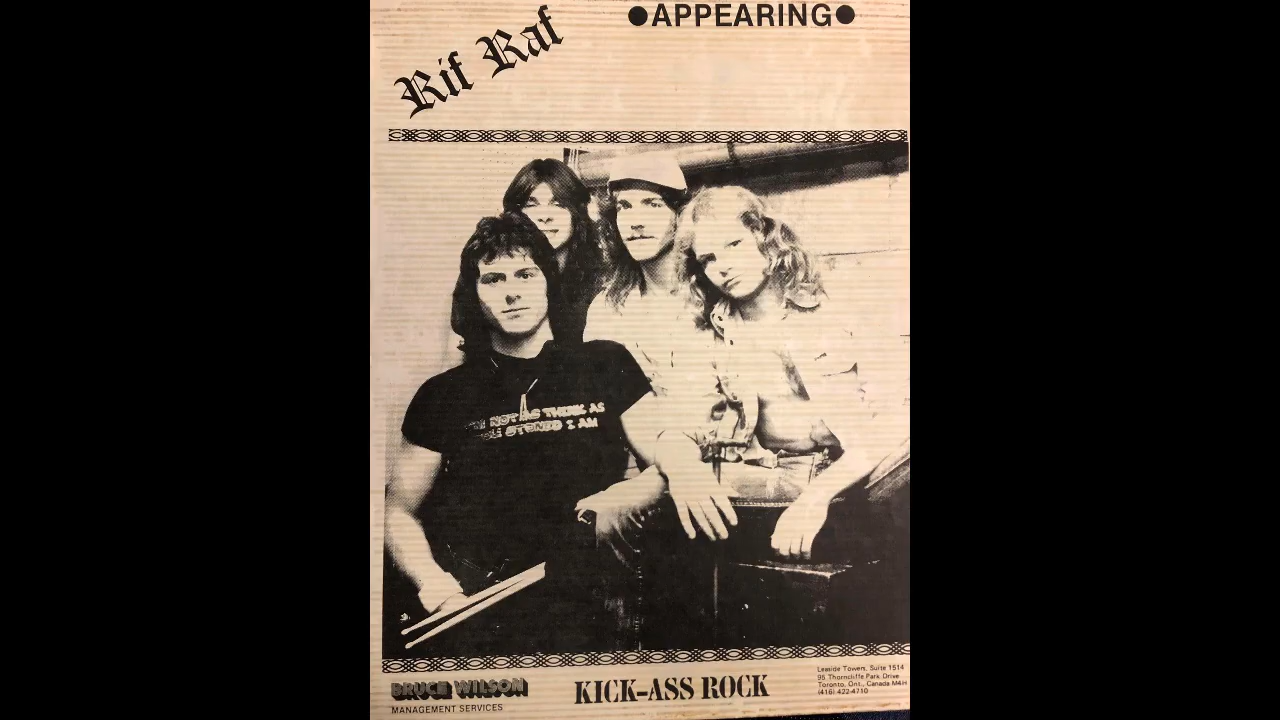 Rif Raf
●APPEARING●
I'M NOT AS THINK AS
STONED I AM
BRUCE WILSON
MANAGEMENT SERVICES
KICK-ASS ROCK
Leaside Towers, Suite 1514
95 Thorncliffe Park Drive
Toronto, Ont., Canada M4H
(416) 422-4710